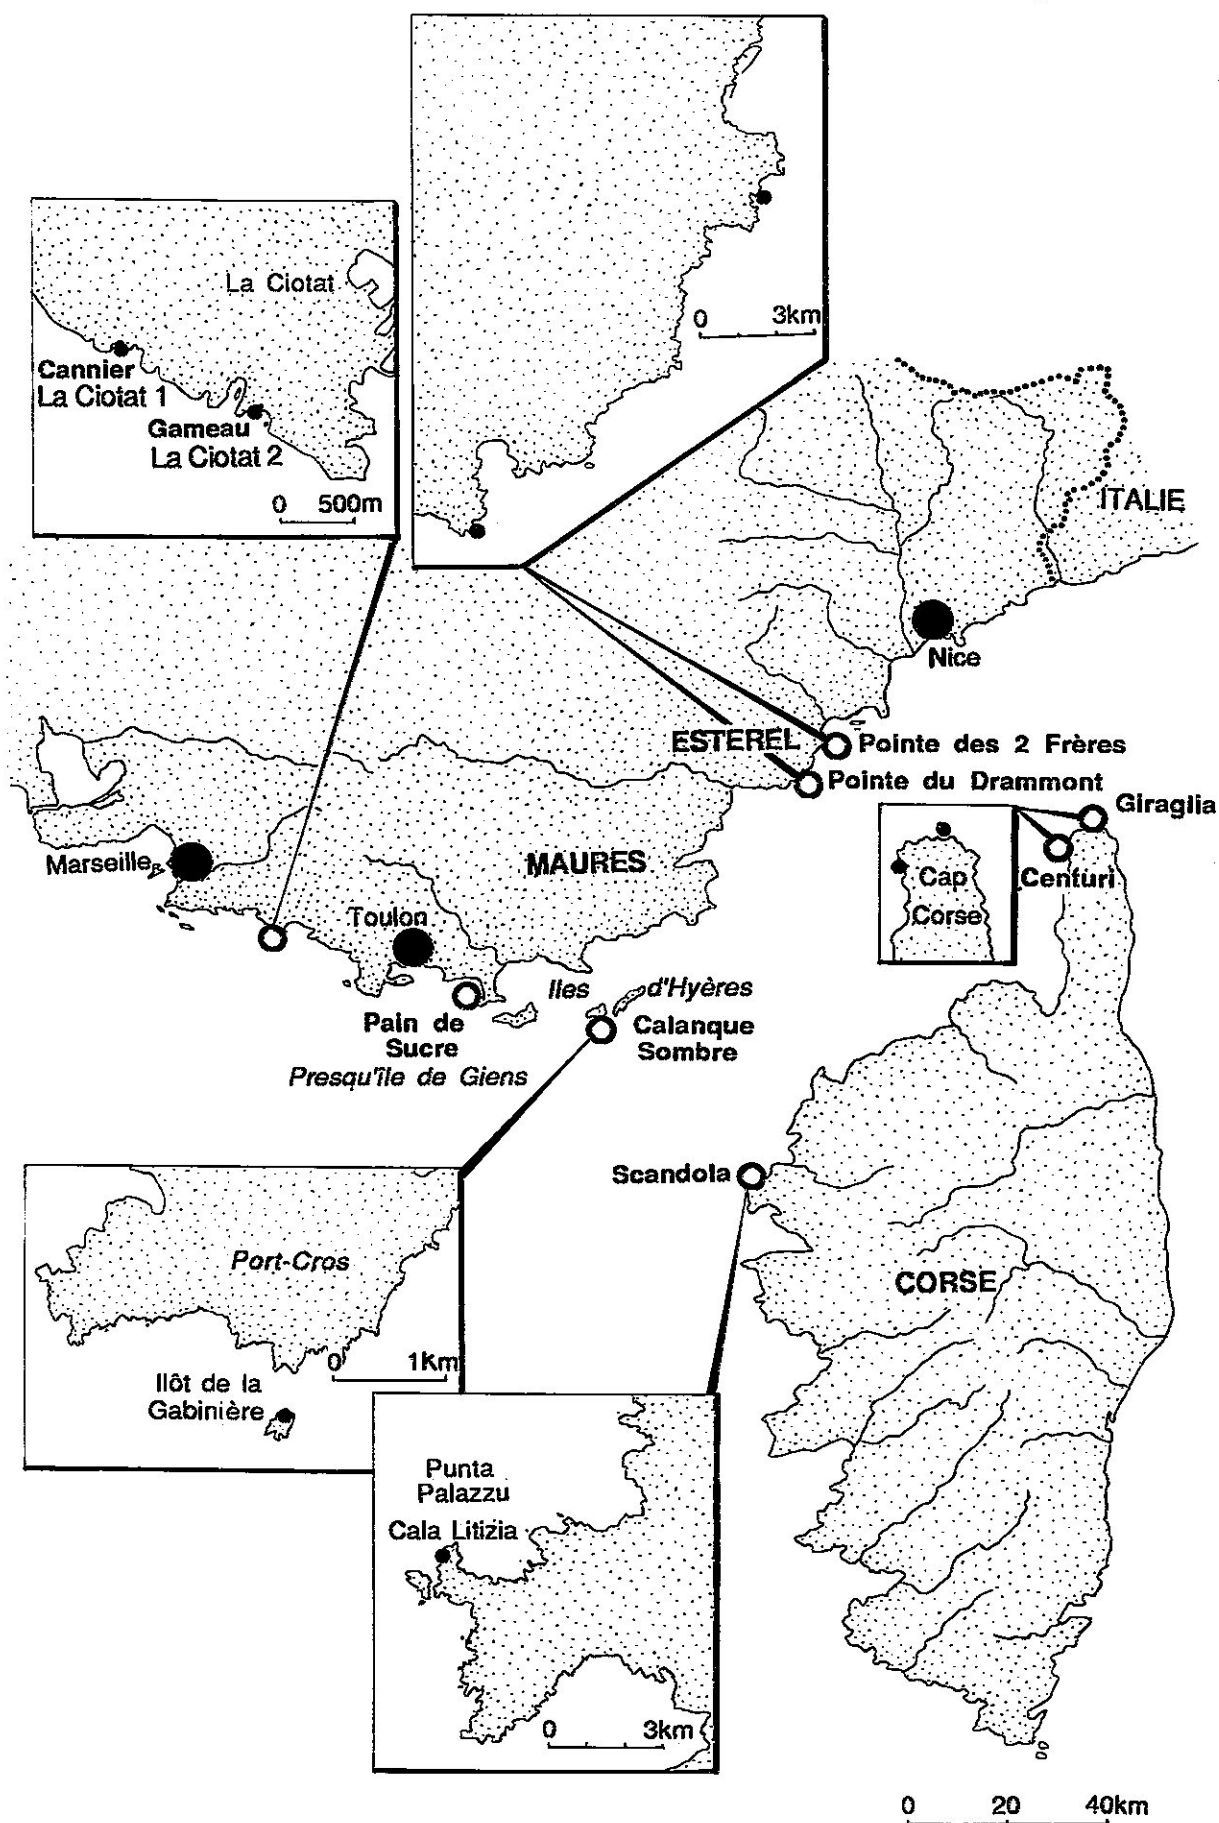 La Ciotat
Cannier
La Ciotat 1
Gameau
La Ciotat 2
0 500m
0 3km
ITALIE
Nice
ESTEREL
Pointe des 2 Frères
Pointe du Drammont
Giraglia
Centuri
Cap
Corse
Marseille
MAURES
Toulon
Iles d'Hyères
Pain de
Sucre
Presqu'île de Giens
Calanque
Sombre
Scandola
Port-Cros
0 1Km
Ilôt de la
Gabinière
CORSE
Punta
Palazzu
Cala Litizia
0 3km
0 20 40km